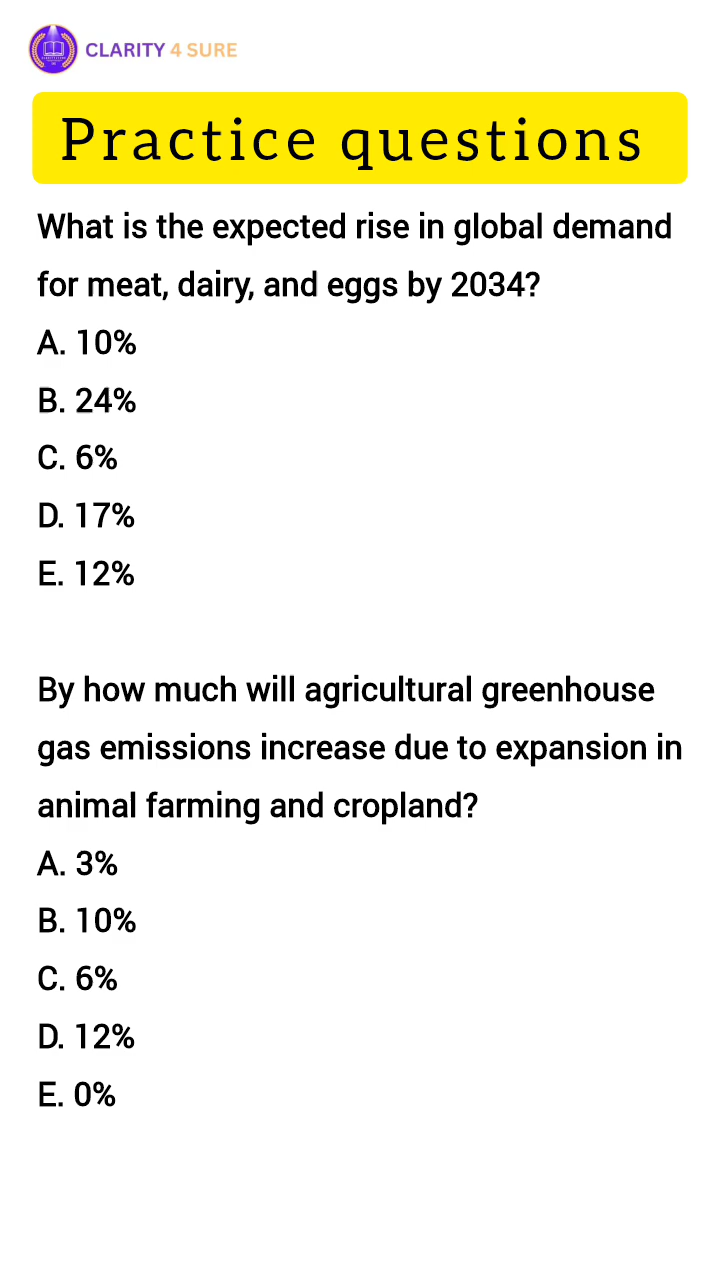 CLARITY 4 SURE
Practice questions
What is the expected rise in global demand
for meat, dairy, and eggs by 2034?
A. 10%
B. 24%
C. 6%
D. 17%
E. 12%
By how much will agricultural greenhouse
gas emissions increase due to expansion in
animal farming and cropland?
A. 3%
B. 10%
C. 6%
D. 12%
E. 0%